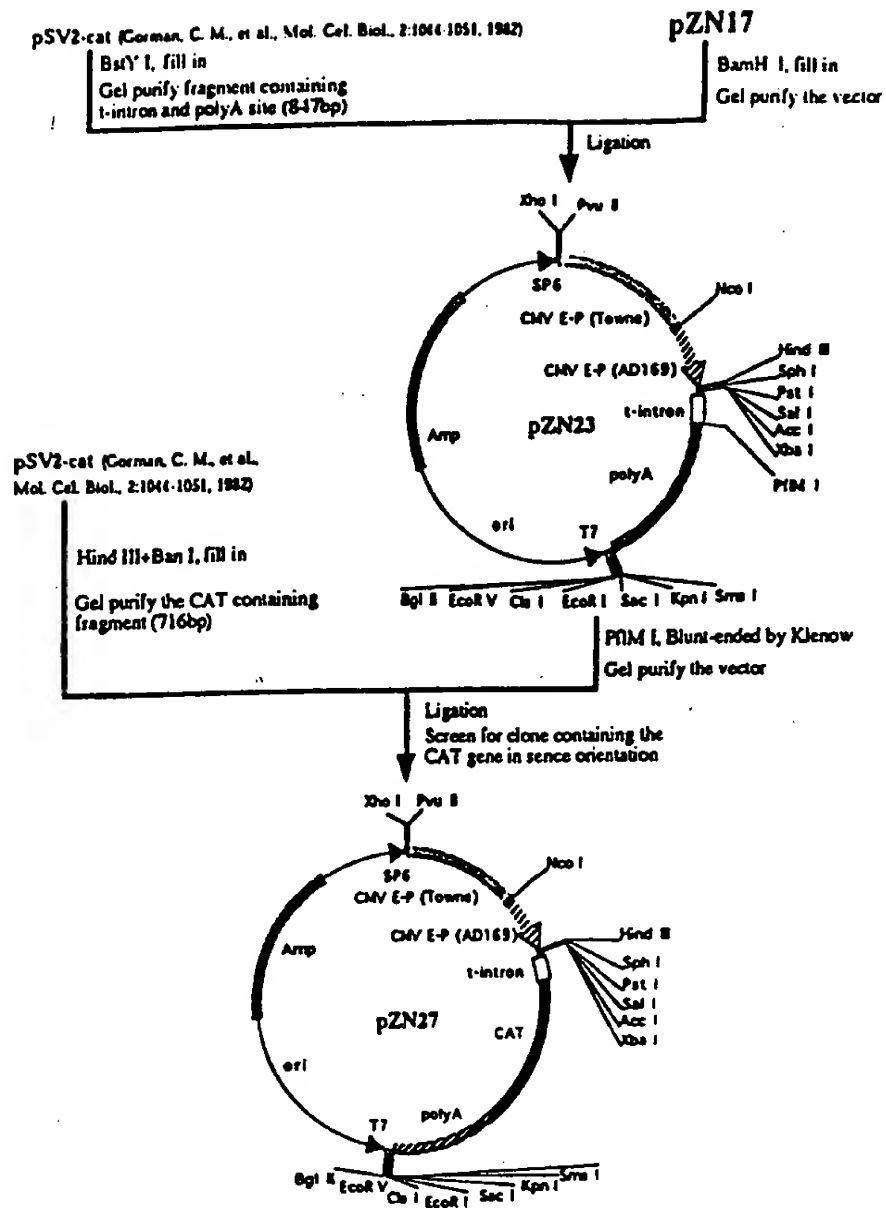 pSV2-cat (Gorman, C. M., et al., Mol. Cel. Biol., 2:1044-1051, 1982)
BstY I, fill in
Gel purify fragment containing
t-intron and polyA site (847bp)
pZN17
BamH I, fill in
Gel purify the vector
Ligation
Xho I
Pvu II
SP6
CMV E-P (Towne)
Nco I
CMV E-P (AD169)
Hind III
Sph I
Pst I
Sal I
Acc I
Xba I
PflM I
t-intron
pZN23
Amp
polyA
ori
T7
Bgl II
EcoR V
Cla I
EcoR I
Sac I
Kpn I
Sma I
pSV2-cat (Gorman, C. M., et al.,
Mol. Cel. Biol., 2:1044-1051, 1982)
Hind III+Ban I, fill in
Gel purify the CAT containing
fragment (716bp)
PflM I, Blunt-ended by Klenow
Gel purify the vector
Ligation
Screen for clone containing the
CAT gene in sence orientation
Xho I
Pvu II
SP6
CMV E-P (Towne)
Nco I
CMV E-P (AD169)
Hind III
Sph I
Pst I
Sal I
Acc I
Xba I
t-intron
Amp
pZN27
CAT
ori
polyA
T7
Bgl II
EcoR V
Cla I
EcoR I
Sac I
Kpn I
Sma I